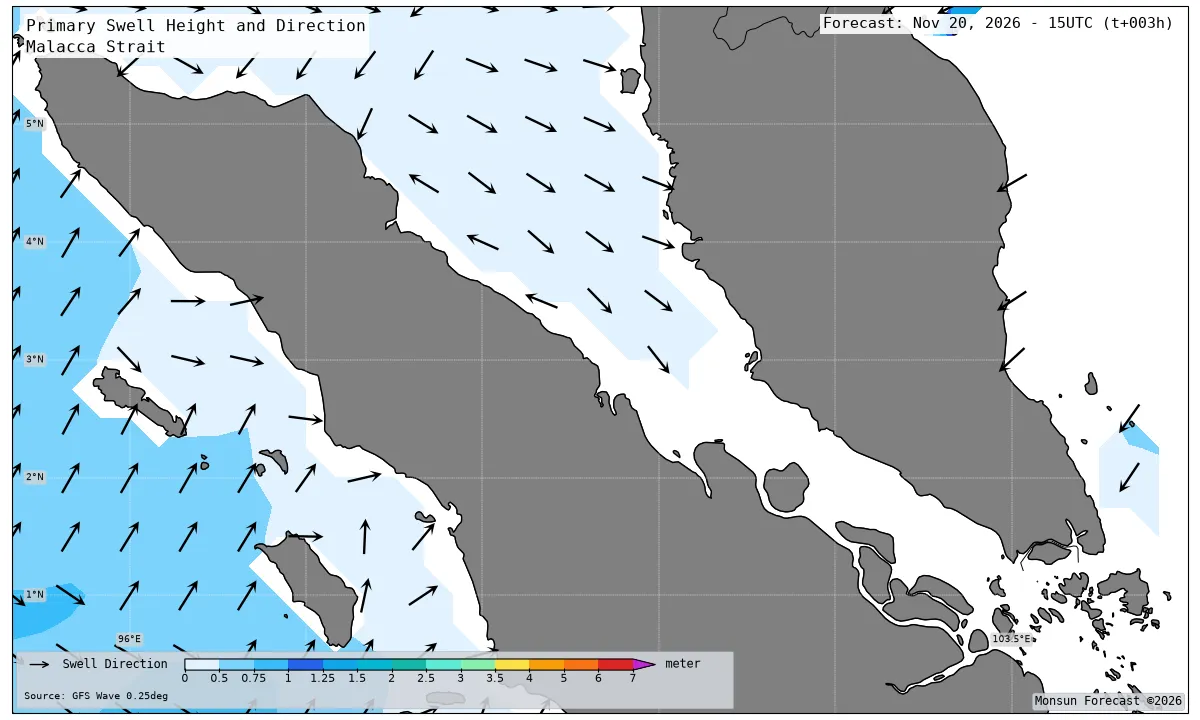 Primary Swell Height and Direction
Malacca Strait
Forecast: Nov 20, 2026 - 15UTC (t+003h)
5°N
4°N
3°N
2°N
1°N
96°E
103.5°E
Swell Direction
0 0.5 0.75 1 1.25 1.5 2 2.5 3 3.5 4 5 6 7
meter
Source: GFS Wave 0.25deg
Monsun Forecast ©2026